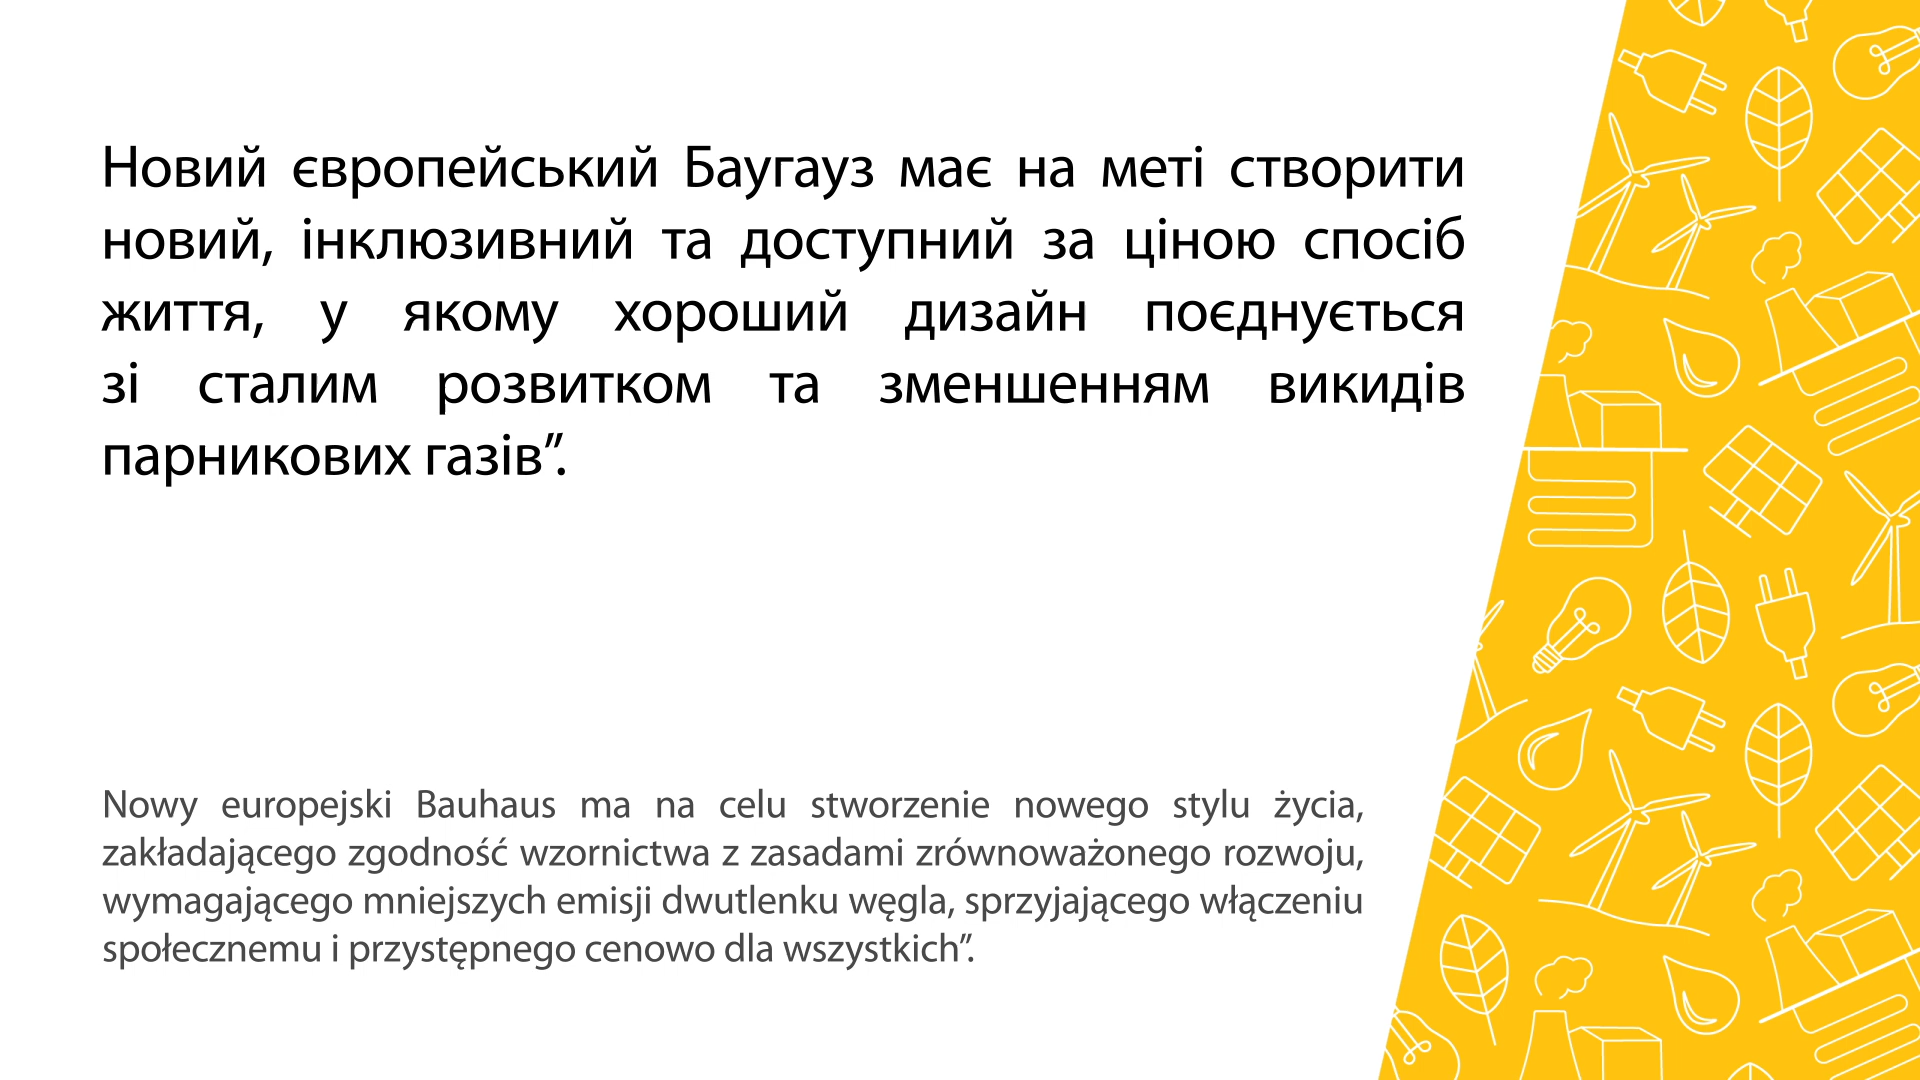 Новий європейський Баугауз має на меті створити
новий, інклюзивний та доступний за ціною спосіб
життя, у якому хороший дизайн поєднується
зі сталим розвитком та зменшенням викидів
парникових газів”.
Nowy europejski Bauhaus ma na celu stworzenie nowego stylu życia,
zakładającego zgodność wzornictwa z zasadami zrównoważonego rozwoju,
wymagającego mniejszych emisji dwutlenku węgla, sprzyjającego włączeniu
społecznemu i przystępnego cenowo dla wszystkich”.